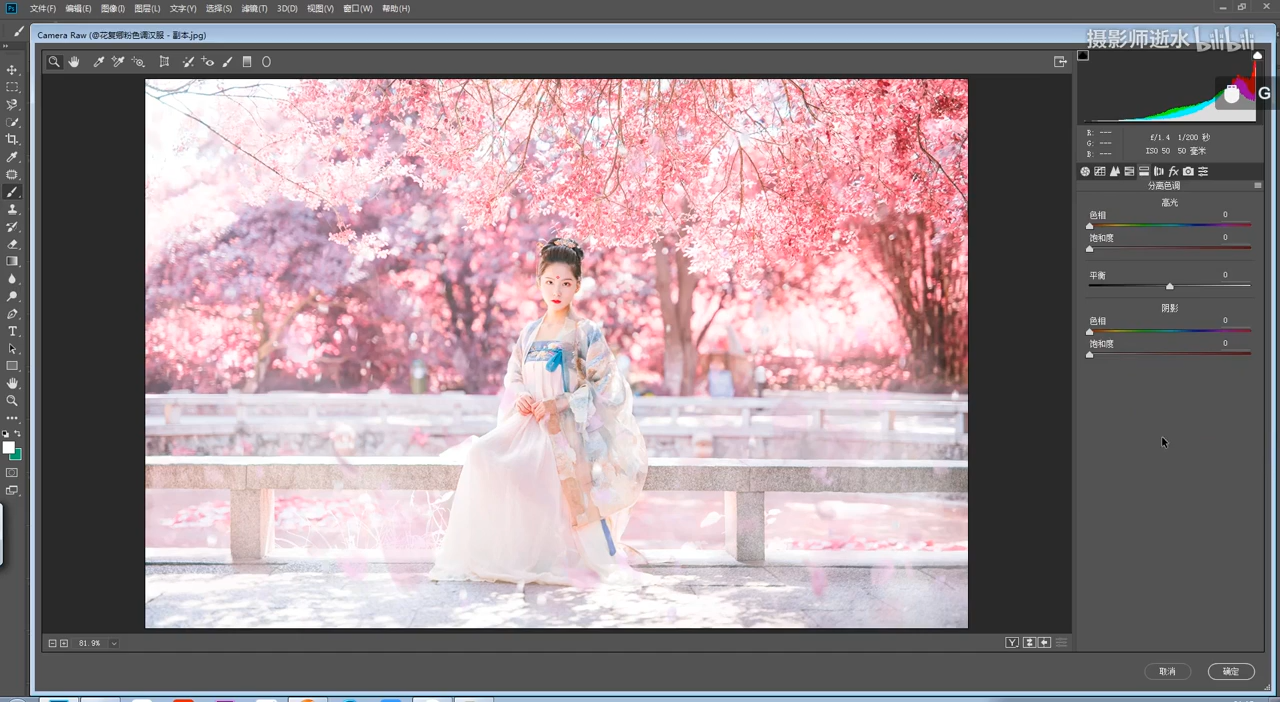 Ps 文件(F) 编辑(E) 图像(I) 图层(L) 文字(Y) 选择(S) 滤镜(T) 3D(D) 视图(V) 窗口(W) 帮助(H)
Camera Raw (@花复卿粉色调汉服 - 副本.jpg)
摄影师逝水 bilibili
G
R: ---
G: ---
B: ---
f/1.4 1/200 秒
ISO 50 50 毫米
分离色调
高光
色相 0
饱和度 0
平衡 0
阴影
色相 0
饱和度 0
81.9%
Y
取消 确定